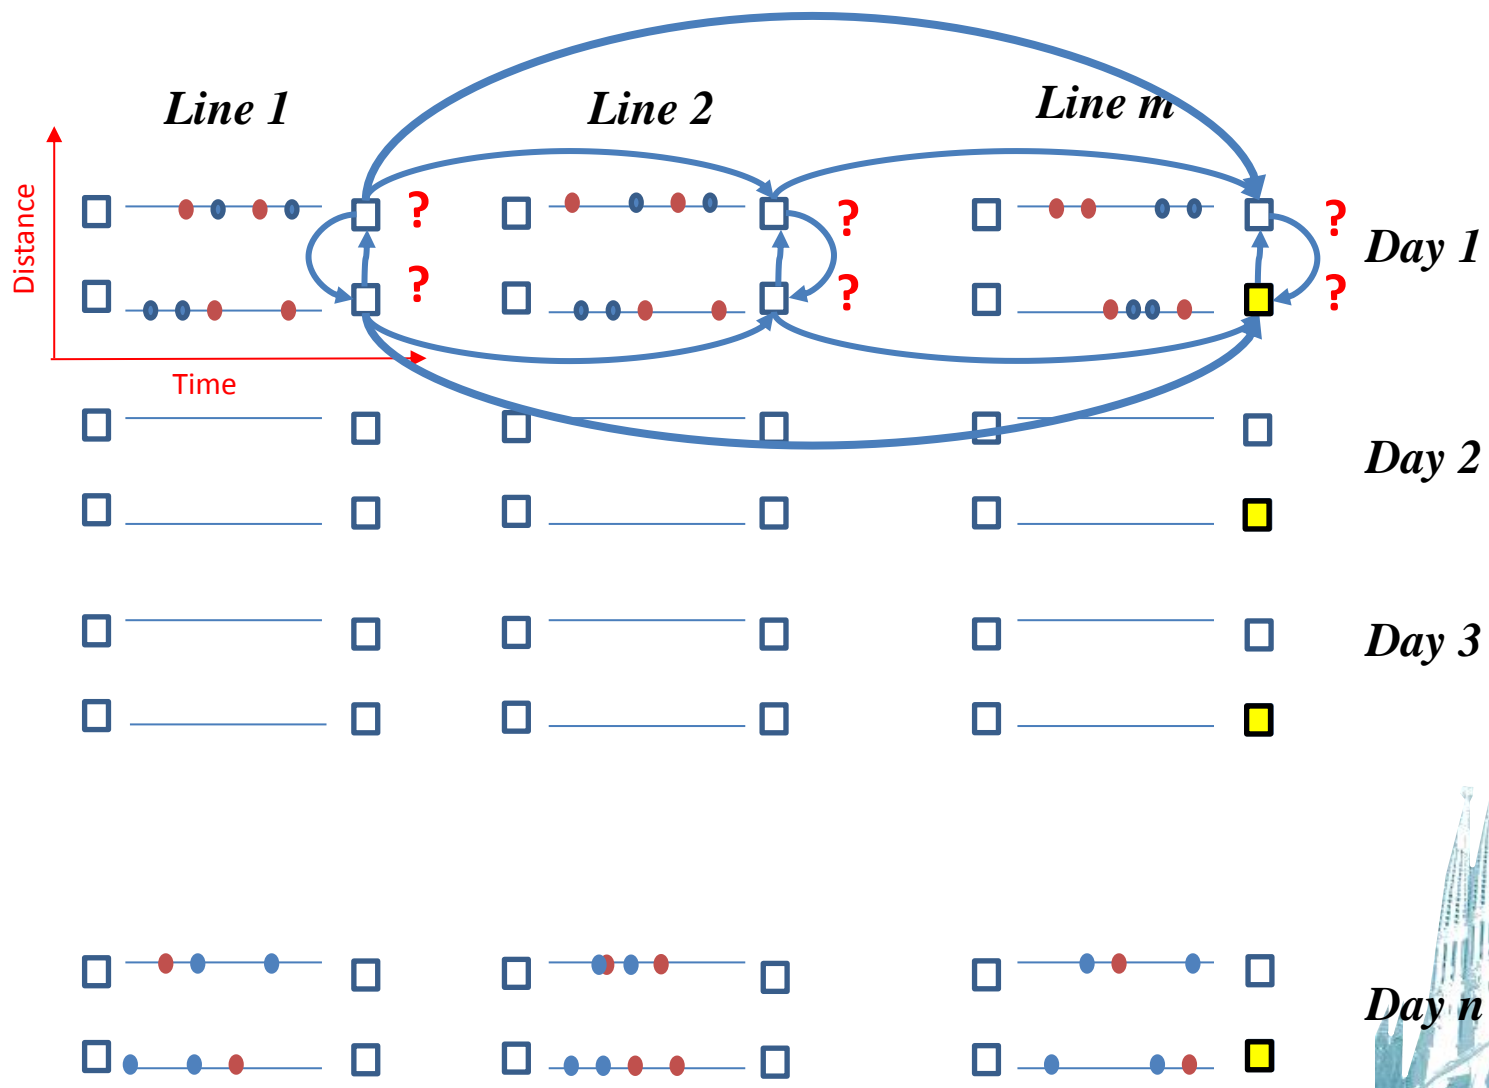 Line 1
Line 2
Line m
Distance
?
?
?
?
?
?
Day 1
Time
Day 2
Day 3
Day n